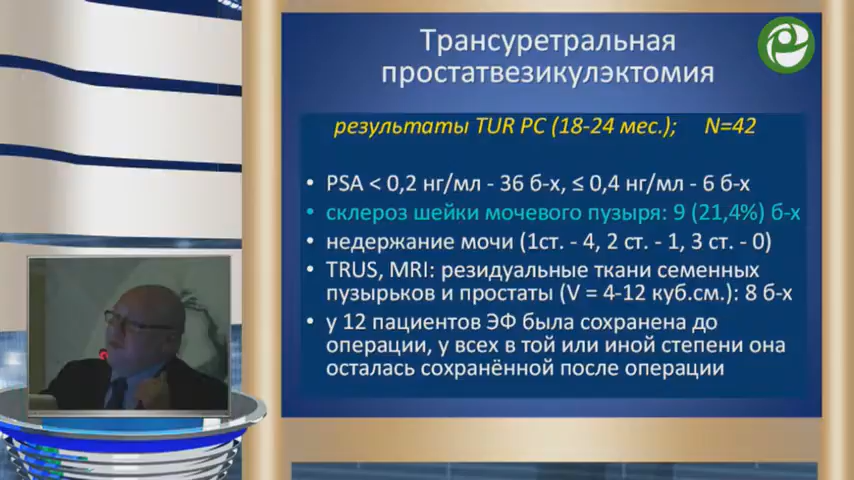 Трансуретральная
простатвезикулэктомия
результаты TUR PC (18-24 мес.); N=42
• PSA < 0,2 нг/мл - 36 б-х, ≤ 0,4 нг/мл - 6 б-х
• склероз шейки мочевого пузыря: 9 (21,4%) б-х
• недержание мочи (1ст. - 4, 2 ст. - 1, 3 ст. - 0)
• TRUS, MRI: резидуальные ткани семенных
пузырьков и простаты (V = 4-12 куб.см.): 8 б-х
• у 12 пациентов ЭФ была сохранена до
операции, у всех в той или иной степени она
осталась сохранённой после операции